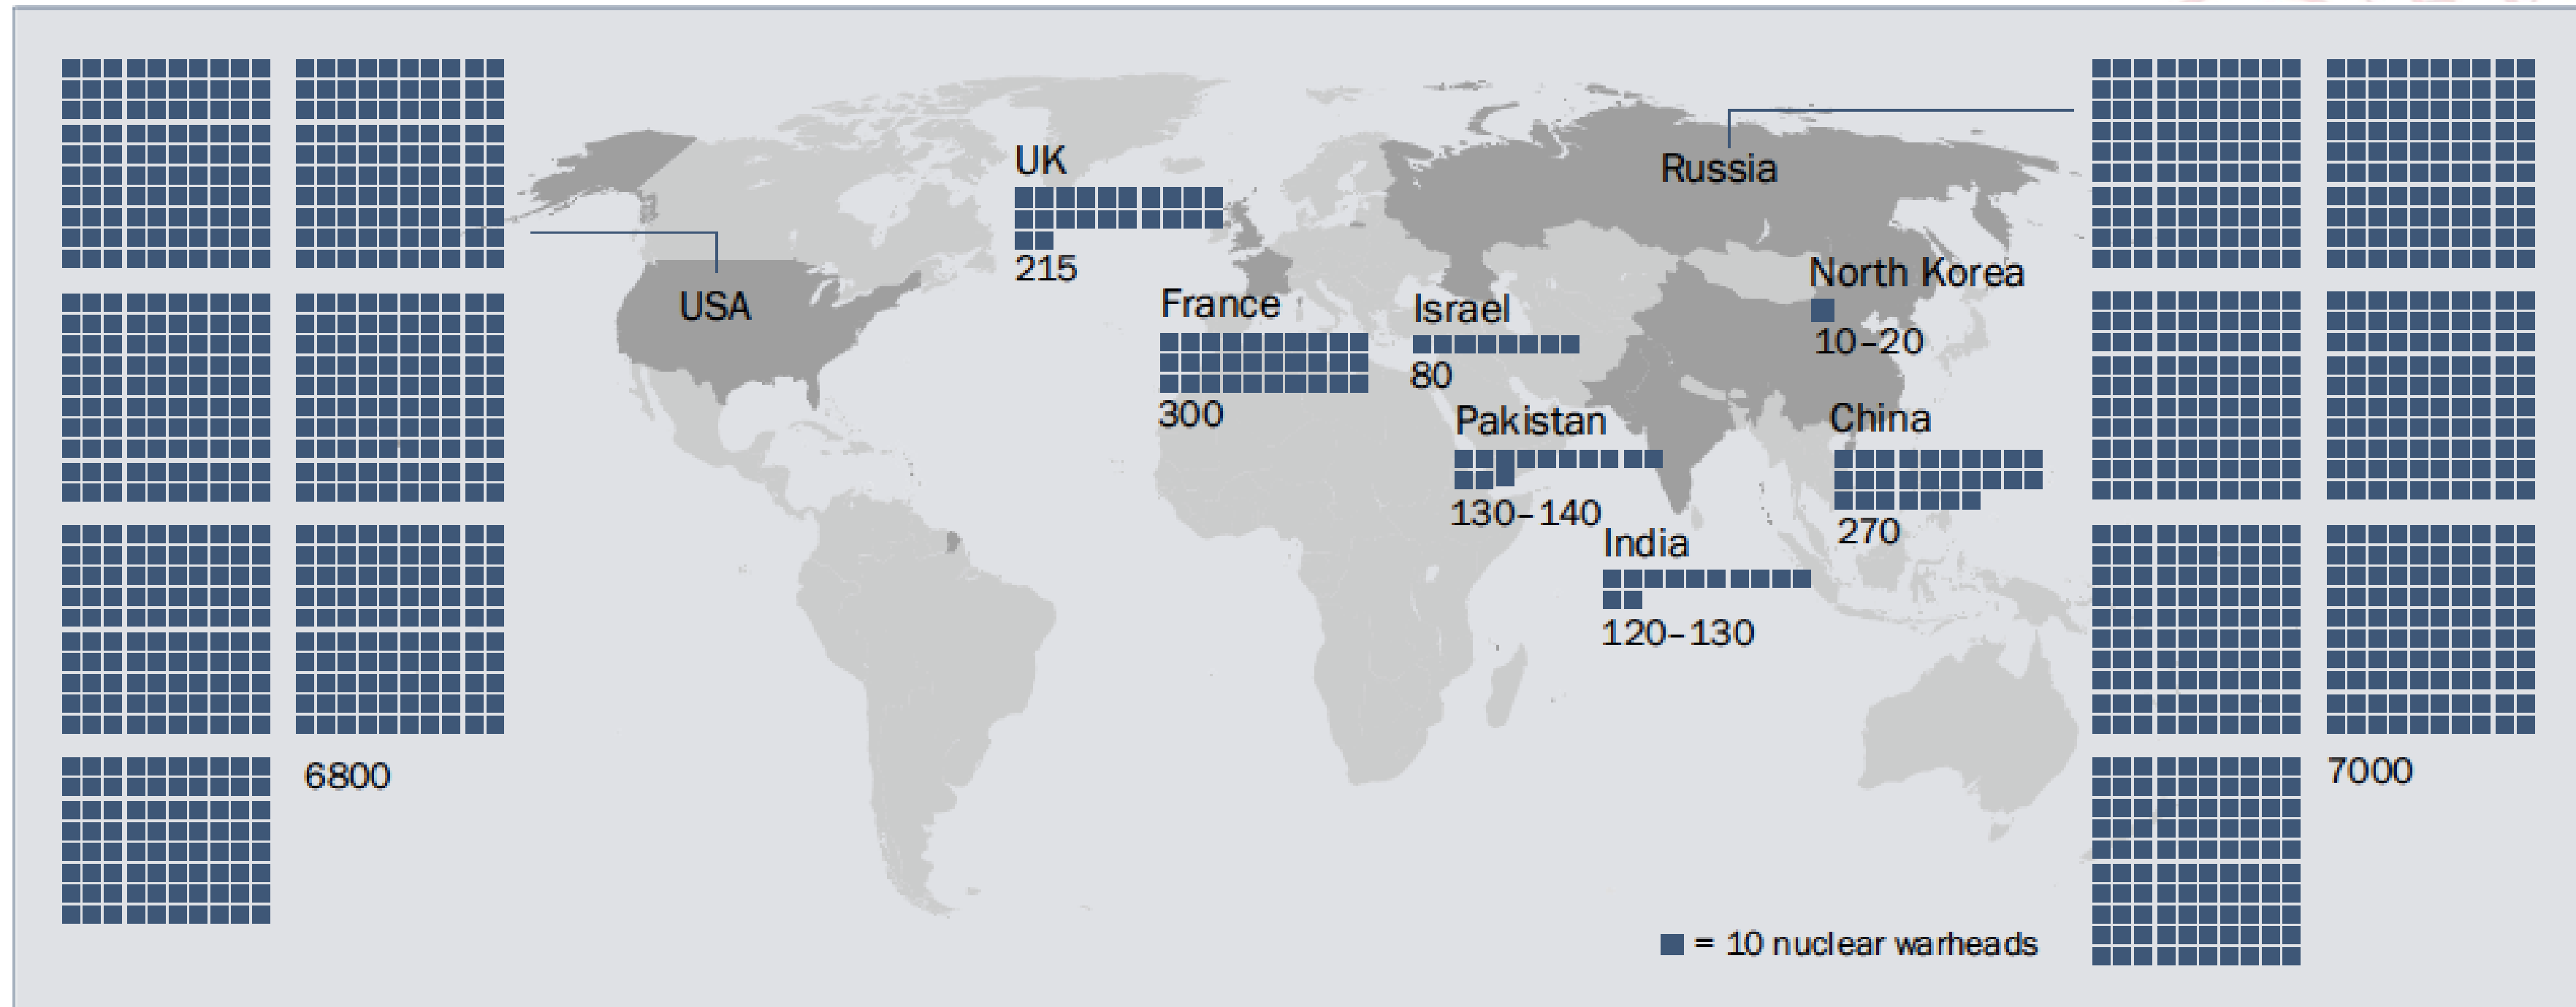 UK
215
USA
6800
France
300
Israel
80
Russia
7000
North Korea
10–20
Pakistan
130–140
China
270
India
120–130
= 10 nuclear warheads